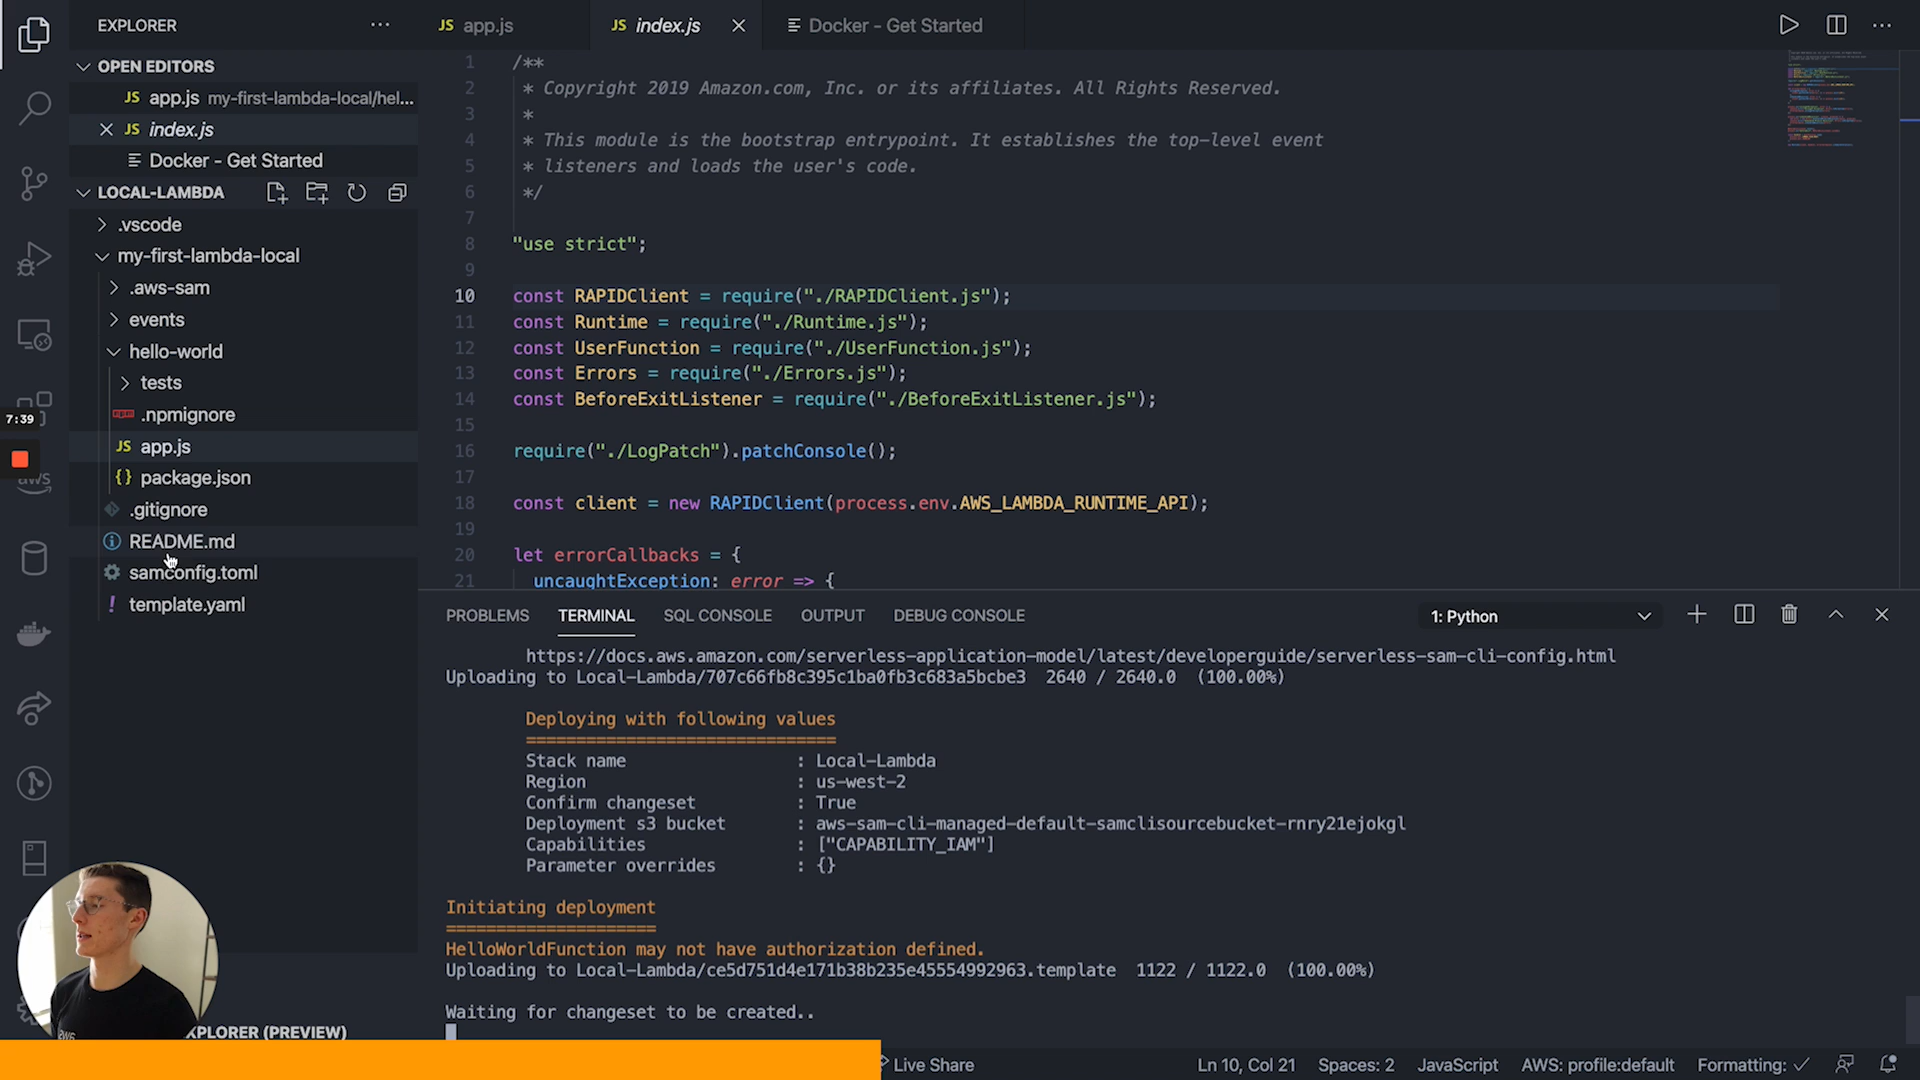 EXPLORER
OPEN EDITORS
JS app.js my-first-lambda-local/hel...
JS index.js
Docker - Get Started
LOCAL-LAMBDA
.vscode
my-first-lambda-local
.aws-sam
events
hello-world
tests
.npmignore
JS app.js
{} package.json
.gitignore
README.md
samconfig.toml
! template.yaml
7:39
aws
XPLORER (PREVIEW)
JS app.js
JS index.js
Docker - Get Started
1 /**
2 * Copyright 2019 Amazon.com, Inc. or its affiliates. All Rights Reserved.
3 *
4 * This module is the bootstrap entrypoint. It establishes the top-level event
5 * listeners and loads the user's code.
6 */
7
8 "use strict";
9
10 const RAPIDClient = require("./RAPIDClient.js");
11 const Runtime = require("./Runtime.js");
12 const UserFunction = require("./UserFunction.js");
13 const Errors = require("./Errors.js");
14 const BeforeExitListener = require("./BeforeExitListener.js");
15
16 require("./LogPatch").patchConsole();
17
18 const client = new RAPIDClient(process.env.AWS_LAMBDA_RUNTIME_API);
19
20 let errorCallbacks = {
21 uncaughtException: error => {
PROBLEMS TERMINAL SQL CONSOLE OUTPUT DEBUG CONSOLE 1: Python
https://docs.aws.amazon.com/serverless-application-model/latest/developerguide/serverless-sam-cli-config.html
Uploading to Local-Lambda/707c66fb8c395c1ba0fb3c683a5bcbe3 2640 / 2640.0 (100.00%)
Deploying with following values
===============================
Stack name : Local-Lambda
Region : us-west-2
Confirm changeset : True
Deployment s3 bucket : aws-sam-cli-managed-default-samclisourcebucket-rnry21ejokgl
Capabilities : ["CAPABILITY_IAM"]
Parameter overrides : {}
Initiating deployment
=====================
HelloWorldFunction may not have authorization defined.
Uploading to Local-Lambda/ce5d751d4e171b38b235e45554992963.template 1122 / 1122.0 (100.00%)
Waiting for changeset to be created..
Live Share Ln 10, Col 21 Spaces: 2 JavaScript AWS: profile:default Formatting: ✓